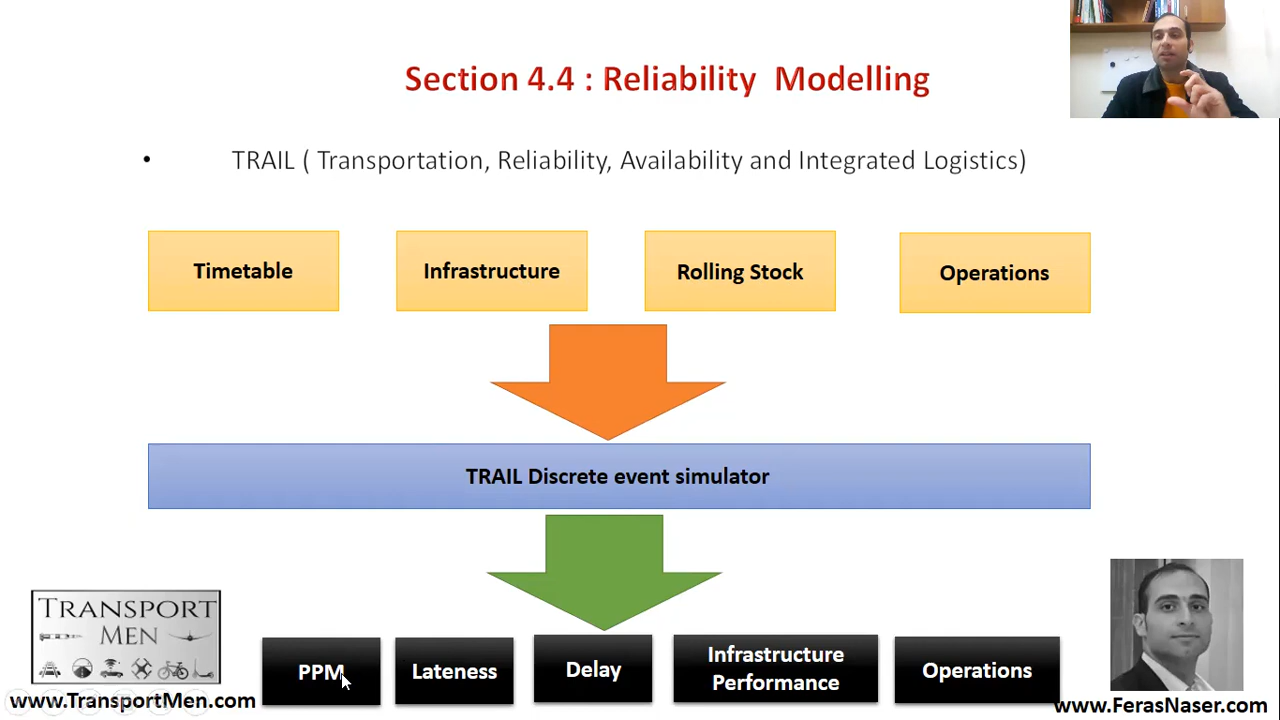 Section 4.4 : Reliability Modelling
• TRAIL ( Transportation, Reliability, Availability and Integrated Logistics)
Timetable
Infrastructure
Rolling Stock
Operations
TRAIL Discrete event simulator
TRANSPORT
MEN
PPM
Lateness
Delay
Infrastructure
Performance
Operations
www.TransportMen.com
www.FerasNaser.com